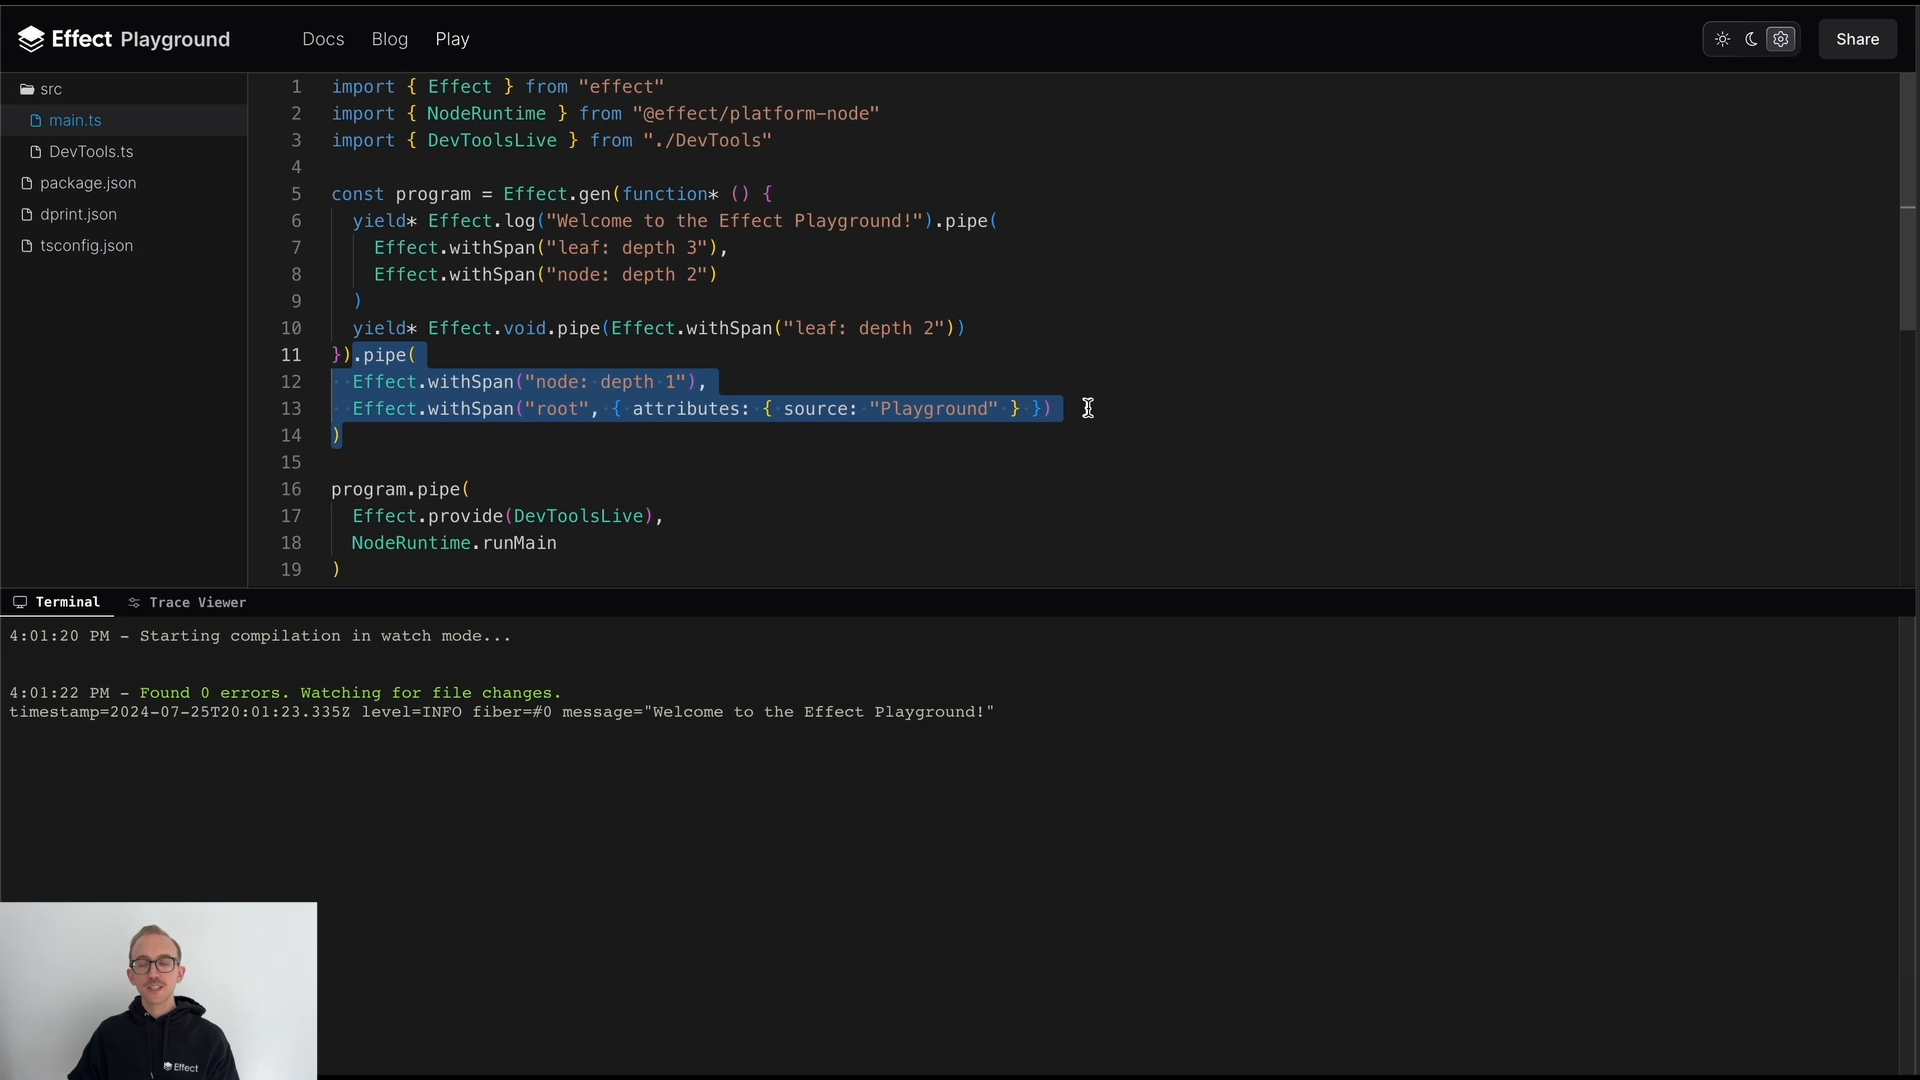 Effect Playground
Docs Blog Play
Share
src
main.ts
DevTools.ts
package.json
dprint.json
tsconfig.json
1 import { Effect } from "effect"
2 import { NodeRuntime } from "@effect/platform-node"
3 import { DevToolsLive } from "./DevTools"
4
5 const program = Effect.gen(function* () {
6 yield* Effect.log("Welcome to the Effect Playground!").pipe(
7 Effect.withSpan("leaf: depth 3"),
8 Effect.withSpan("node: depth 2")
9 )
10 yield* Effect.void.pipe(Effect.withSpan("leaf: depth 2"))
11 }).pipe(
12 Effect.withSpan("node: depth 1"),
13 Effect.withSpan("root", { attributes: { source: "Playground" } })
14 )
15
16 program.pipe(
17 Effect.provide(DevToolsLive),
18 NodeRuntime.runMain
19 )
Terminal Trace Viewer
4:01:20 PM - Starting compilation in watch mode...
4:01:22 PM - Found 0 errors. Watching for file changes.
timestamp=2024-07-25T20:01:23.335Z level=INFO fiber=#0 message="Welcome to the Effect Playground!"
Effect